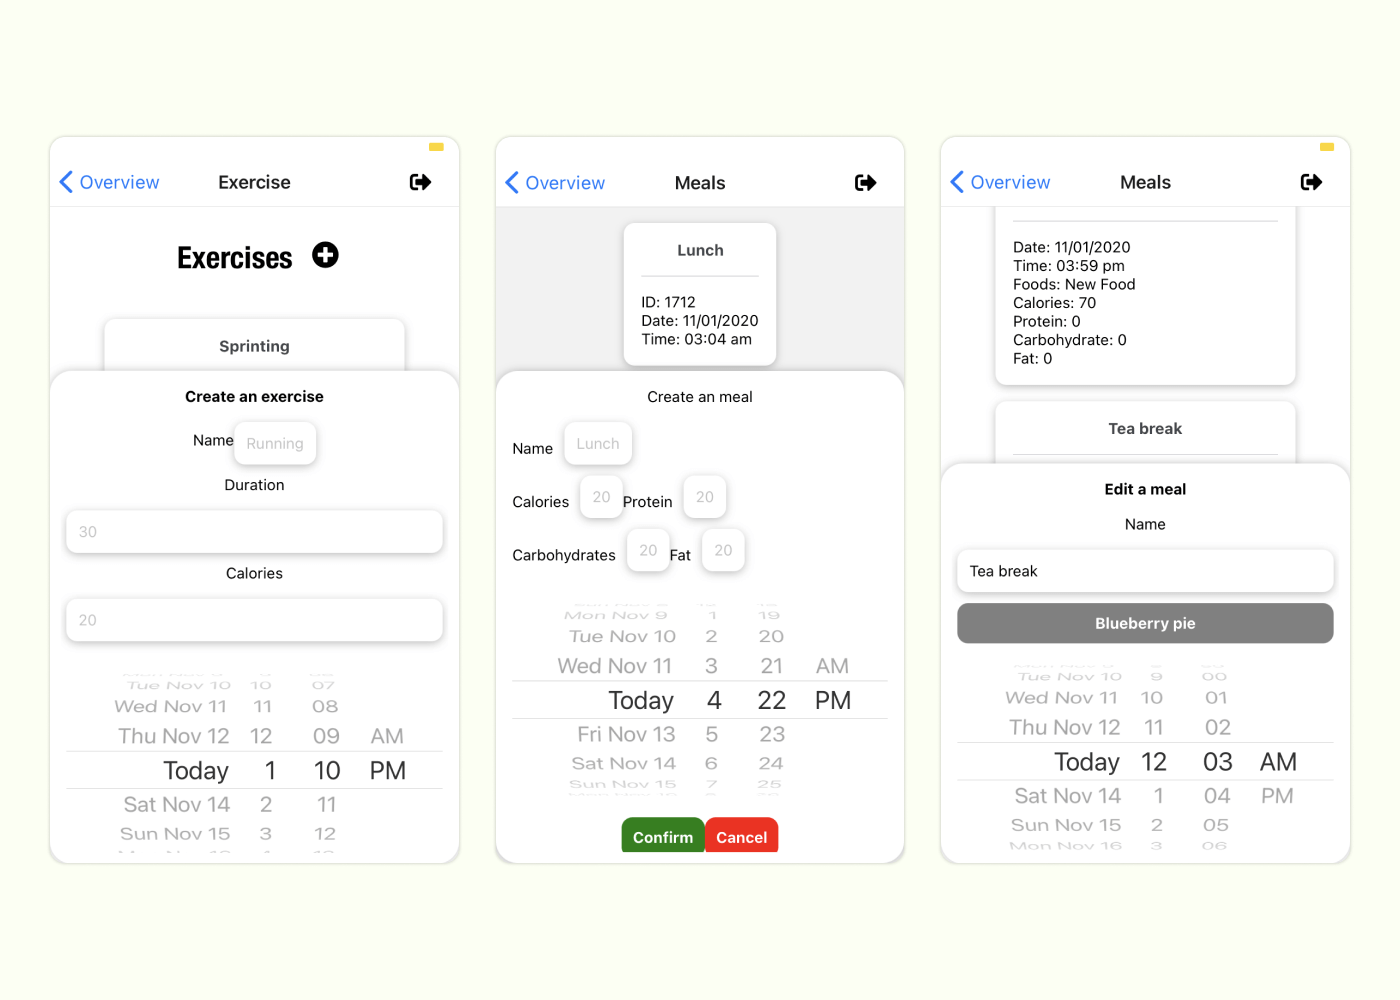 Overview Exercise
Exercises
Sprinting
Create an exercise
Name Running
Duration
30
Calories
20
Tue Nov 10 10 07
Wed Nov 11 11 08
Thu Nov 12 12 09 AM
Today 1 10 PM
Sat Nov 14 2 11
Sun Nov 15 3 12
Overview Meals
Lunch
ID: 1712
Date: 11/01/2020
Time: 03:04 am
Create an meal
Name Lunch
Calories 20 Protein 20
Carbohydrates 20 Fat 20
Mon Nov 9 1 19
Tue Nov 10 2 20
Wed Nov 11 3 21 AM
Today 4 22 PM
Fri Nov 13 5 23
Sat Nov 14 6 24
Sun Nov 15 7 25
Confirm Cancel
Overview Meals
Date: 11/01/2020
Time: 03:59 pm
Foods: New Food
Calories: 70
Protein: 0
Carbohydrate: 0
Fat: 0
Tea break
Edit a meal
Name
Tea break
Blueberry pie
Tue Nov 10 9 00
Wed Nov 11 10 01
Thu Nov 12 11 02
Today 12 03 AM
Sat Nov 14 1 04 PM
Sun Nov 15 2 05
Mon Nov 16 3 06